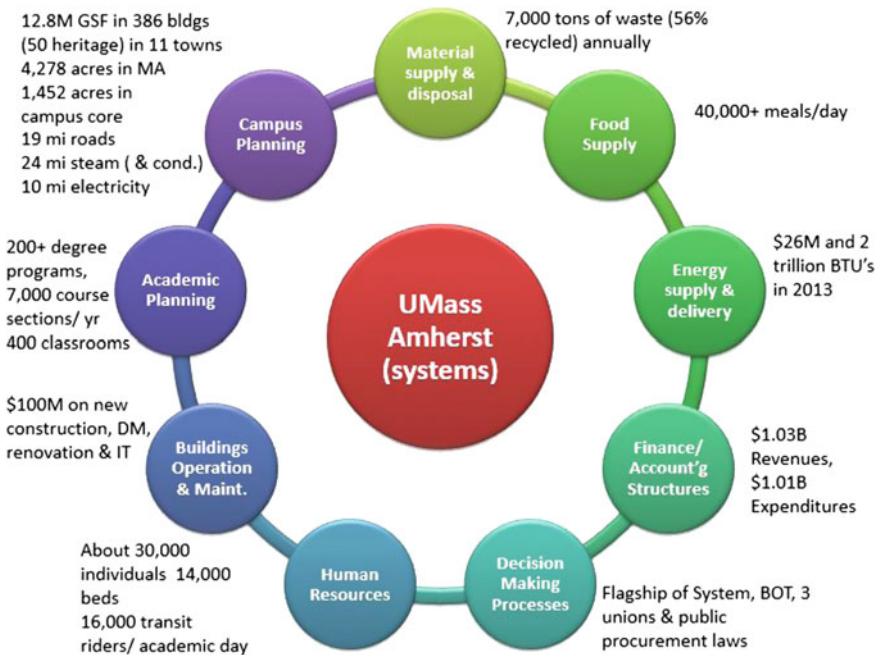 12.8M GSF in 386 bldgs
(50 heritage) in 11 towns
4,278 acres in MA
1,452 acres in
campus core
19 mi roads
24 mi steam ( & cond.)
10 mi electricity
Material
supply &
disposal
7,000 tons of waste (56%
recycled) annually
Food
Supply
40,000+ meals/day
Energy
supply &
delivery
$26M and 2
trillion BTU's
in 2013
Finance/
Account'g
Structures
$1.03B
Revenues,
$1.01B
Expenditures
Decision
Making
Processes
Flagship of System, BOT, 3
unions & public
procurement laws
Human
Resources
About 30,000
individuals 14,000
beds
16,000 transit
riders/ academic day
Buildings
Operation
& Maint.
$100M on new
construction, DM,
renovation & IT
Academic
Planning
200+ degree
programs,
7,000 course
sections/ yr
400 classrooms
Campus
Planning
UMass
Amherst
(systems)